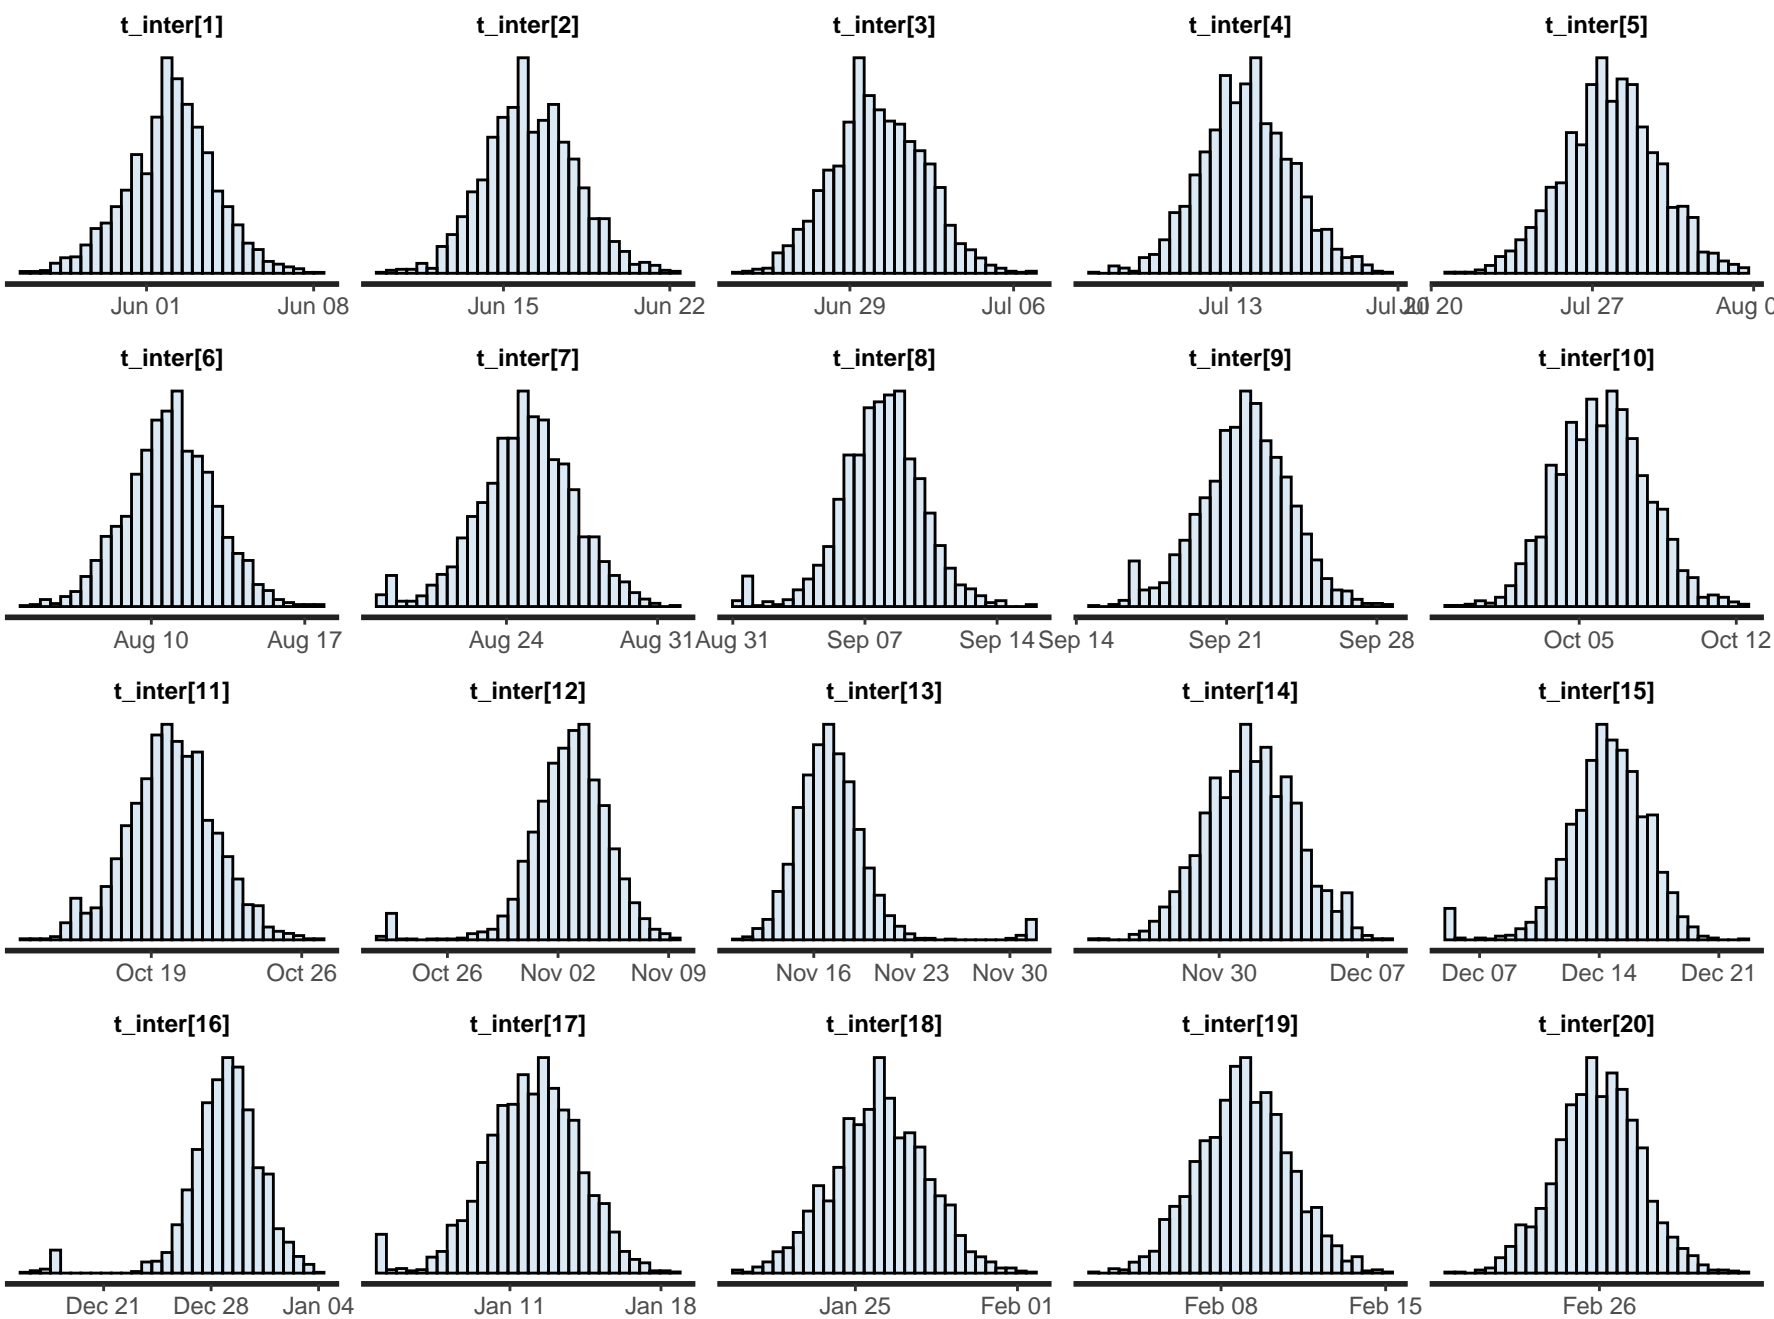 t_inter[1] t_inter[2] t_inter[3] t_inter[4] t_inter[5]
Jun 01 Jun 08 Jun 15 Jun 22 Jun 29 Jul 06 Jul 13 Jul 20 Jul 20 Jul 27 Aug 0
t_inter[6] t_inter[7] t_inter[8] t_inter[9] t_inter[10]
Aug 10 Aug 17 Aug 24 Aug 31 Aug 31 Sep 07 Sep 14 Sep 14 Sep 21 Sep 28 Oct 05 Oct 12
t_inter[11] t_inter[12] t_inter[13] t_inter[14] t_inter[15]
Oct 19 Oct 26 Oct 26 Nov 02 Nov 09 Nov 16 Nov 23 Nov 30 Nov 30 Dec 07 Dec 07 Dec 14 Dec 21
t_inter[16] t_inter[17] t_inter[18] t_inter[19] t_inter[20]
Dec 21 Dec 28 Jan 04 Jan 11 Jan 18 Jan 25 Feb 01 Feb 08 Feb 15 Feb 26